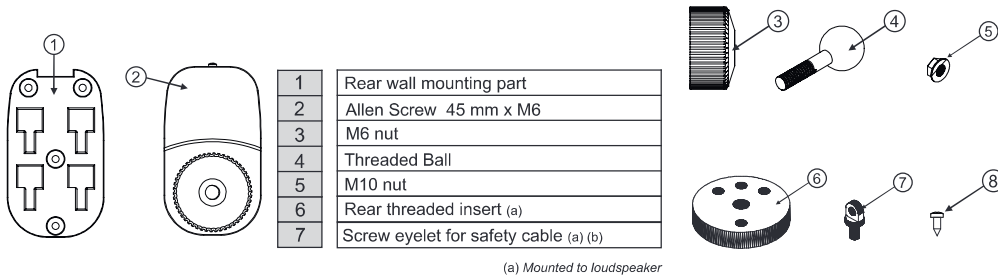 1
2
1 Rear wall mounting part
2 Allen Screw 45 mm x M6
3 M6 nut
4 Threaded Ball
5 M10 nut
6 Rear threaded insert (a)
7 Screw eyelet for safety cable (a) (b)
(a) Mounted to loudspeaker
3
4
5
6
7
8